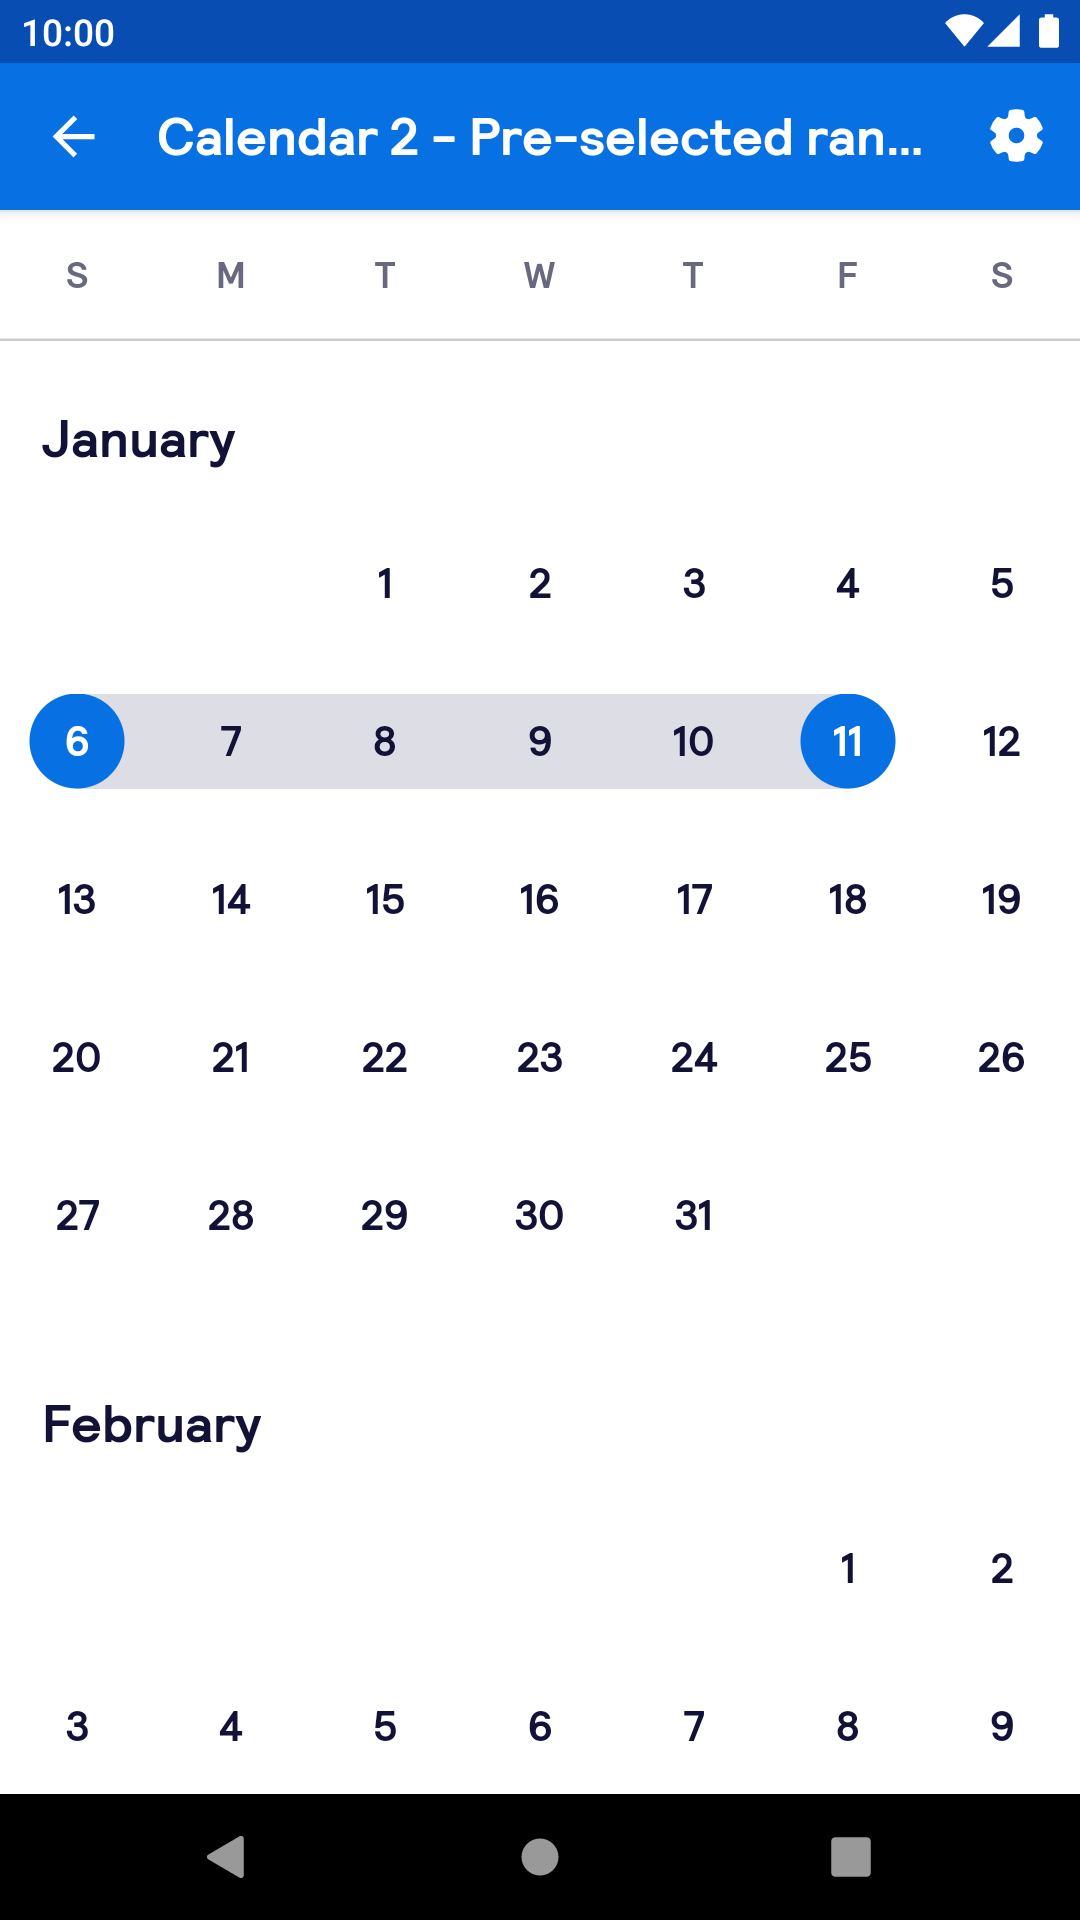 10:00
Calendar 2 - Pre-selected ran...
S M T W T F S
January
1 2 3 4 5
6 7 8 9 10 11 12
13 14 15 16 17 18 19
20 21 22 23 24 25 26
27 28 29 30 31
February
1 2
3 4 5 6 7 8 9